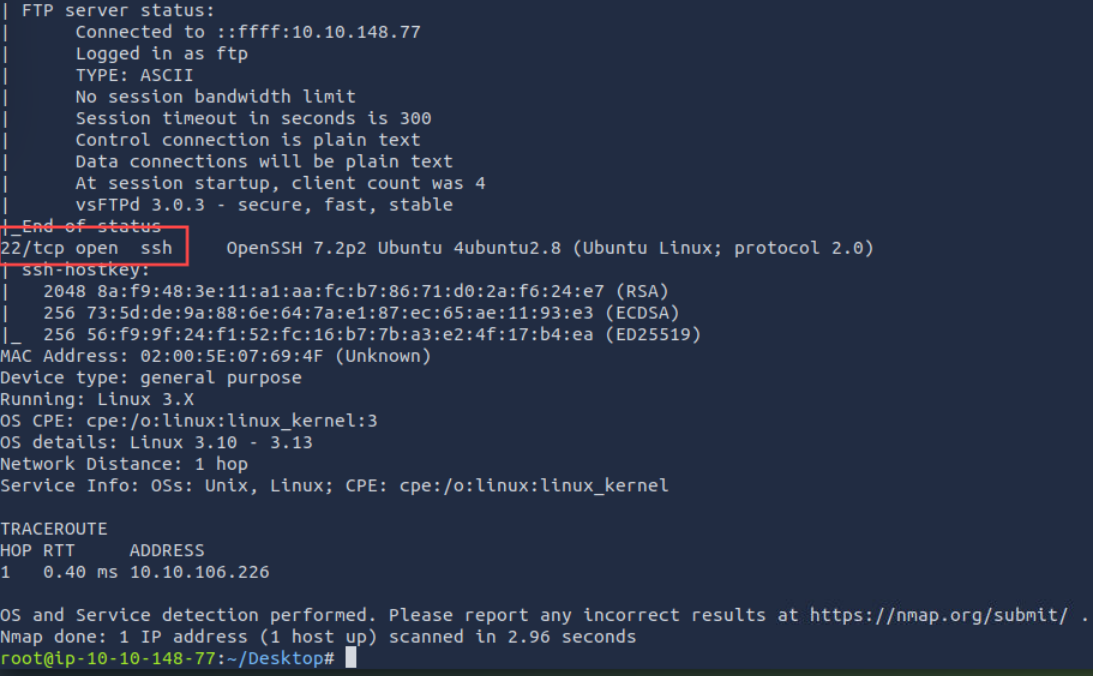 | FTP server status:
|      Connected to ::ffff:10.10.148.77
|      Logged in as ftp
|      TYPE: ASCII
|      No session bandwidth limit
|      Session timeout in seconds is 300
|      Control connection is plain text
|      Data connections will be plain text
|      At session startup, client count was 4
|      vsFTPd 3.0.3 - secure, fast, stable
|_End of status
22/tcp open  ssh     OpenSSH 7.2p2 Ubuntu 4ubuntu2.8 (Ubuntu Linux; protocol 2.0)
| ssh-hostkey:
|   2048 8a:f9:48:3e:11:a1:aa:fc:b7:86:71:d0:2a:f6:24:e7 (RSA)
|   256 73:5d:de:9a:88:6e:64:7a:e1:87:ec:65:ae:11:93:e3 (ECDSA)
|_  256 56:f9:9f:24:f1:52:fc:16:b7:7b:a3:e2:4f:17:b4:ea (ED25519)
MAC Address: 02:00:5E:07:69:4F (Unknown)
Device type: general purpose
Running: Linux 3.X
OS CPE: cpe:/o:linux:linux_kernel:3
OS details: Linux 3.10 - 3.13
Network Distance: 1 hop
Service Info: OSs: Unix, Linux; CPE: cpe:/o:linux:linux_kernel

TRACEROUTE
HOP RTT     ADDRESS
1   0.40 ms 10.10.106.226

OS and Service detection performed. Please report any incorrect results at https://nmap.org/submit/ .
Nmap done: 1 IP address (1 host up) scanned in 2.96 seconds
root@ip-10-10-148-77:~/Desktop#